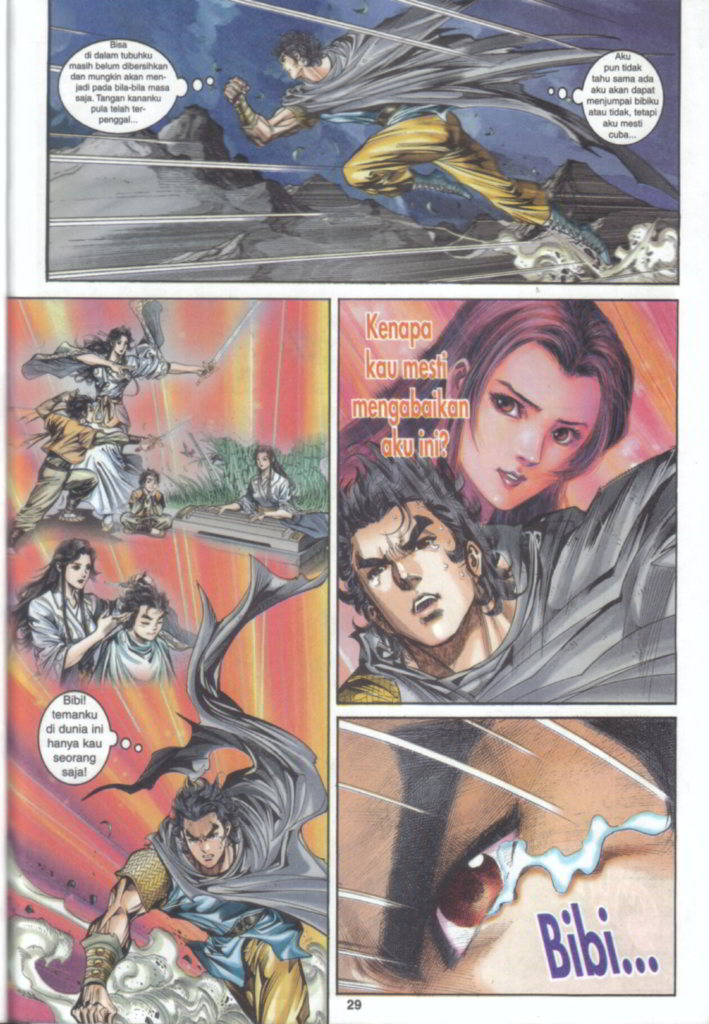 Bisa
di dalam tubuhku
masih belum dibersihkan
dan mungkin akan men-
jadi pada bila-bila masa
saja. Tangan kananku
pula telah ter-
penggal...
Aku
pun tidak
tahu sama ada
aku akan dapat
menjumpai bibiku
atau tidak, tetapi
aku mesti
cuba...
Kenapa
kau mesti
mengabaikan
aku ini?
Bibi!
temanku
di dunia ini
hanya kau
seorang
saja!
Bibi...
29